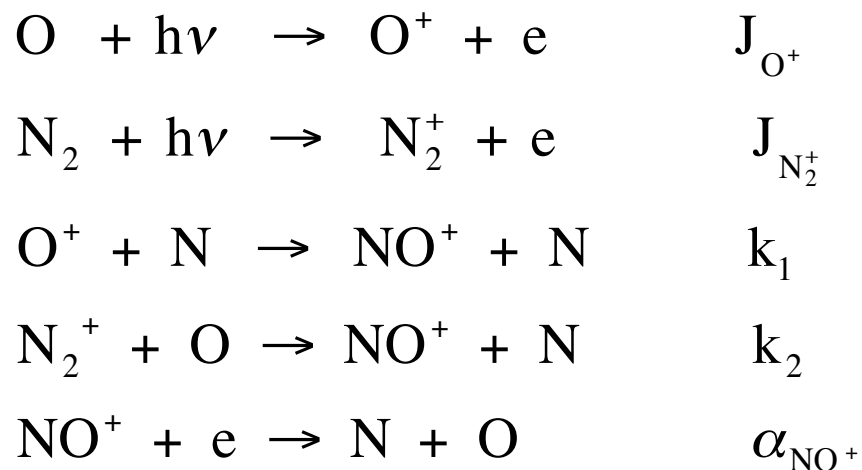 O + hν → O⁺ + e J_O⁺
N₂ + hν → N₂⁺ + e J_N₂⁺
O⁺ + N → NO⁺ + N k₁
N₂⁺ + O → NO⁺ + N k₂
NO⁺ + e → N + O α_NO⁺